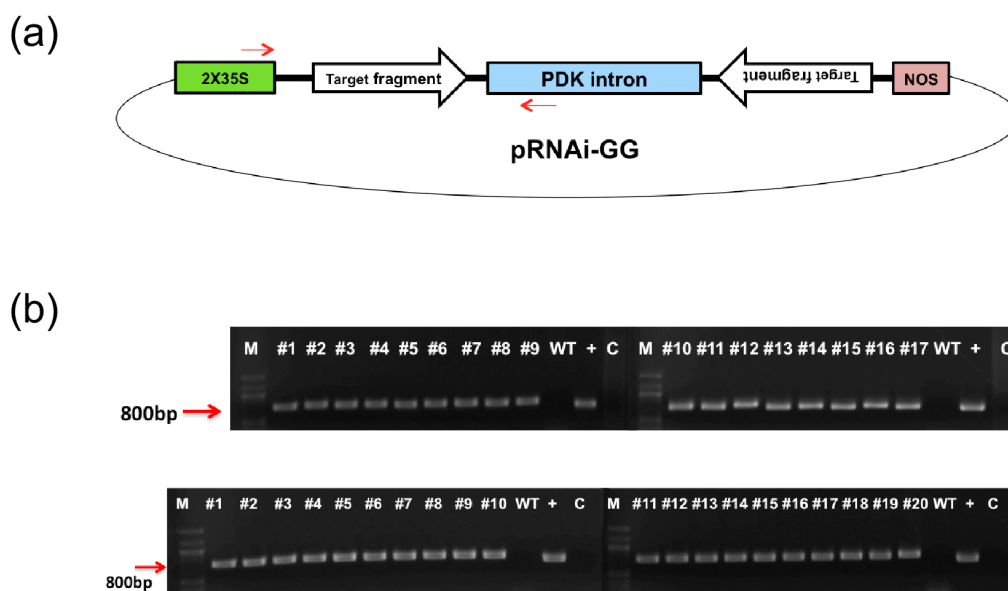 (a)
2X35S Target fragment PDK intron Target fragment NOS
pRNAi-GG
(b)
M #1 #2 #3 #4 #5 #6 #7 #8 #9 WT + C M #10 #11 #12 #13 #14 #15 #16 #17 WT + C
800bp
M #1 #2 #3 #4 #5 #6 #7 #8 #9 #10 WT + C #11 #12 #13 #14 #15 #16 #17 #18 #19 #20 WT + C
M
800bp